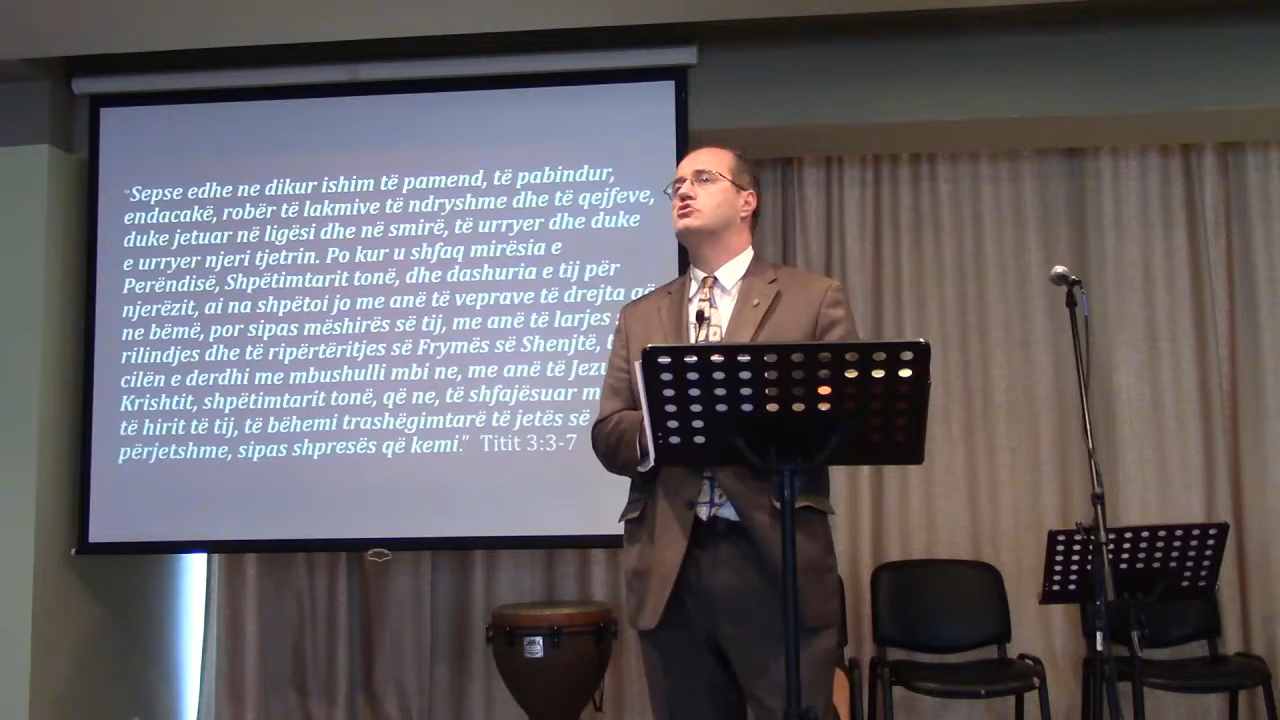 "Sepse edhe ne dikur ishim të pamend, të pabindur,
endacakë, robër të lakmive të ndryshme dhe të qejfeve,
duke jetuar në ligësi dhe në smirë, të urryer dhe duke
e urryer njeri tjetrin. Po kur u shfaq mirësia e
Perëndisë, Shpëtimtarit tonë, dhe dashuria e tij për
njerëzit, ai na shpëtoi jo me anë të veprave të drejta
ne bëmë, por sipas mëshirës së tij, me anë të larjes
rilindjes dhe të ripërtëritjes së Frymës së Shenjtë,
cilën e derdhi me mbushulli mbi ne, me anë të
Krishtit, shpëtimtarit tonë, që ne, të shfajësuar
të hirit të tij, të bëhemi trashëgimtarë të jetës së
përjetshme, sipas shpresës që kemi." Titit 3:3-7